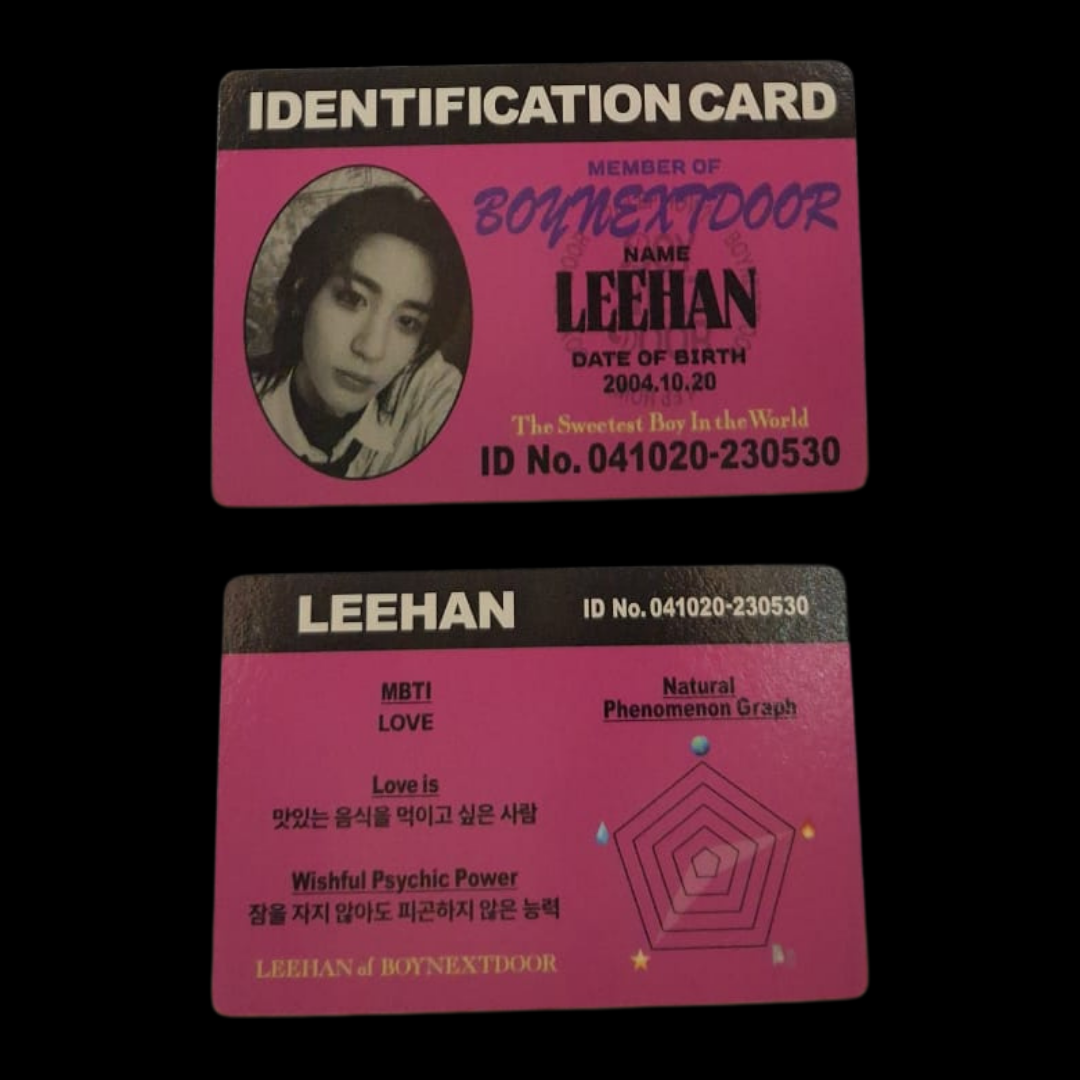 IDENTIFICATION CARD
MEMBER OF
BOYNEXTDOOR
NAME
LEEHAN
DATE OF BIRTH
2004.10.20
The Sweetest Boy In the World
ID No. 041020-230530
LEEHAN
ID No. 041020-230530
MBTI
LOVE
Love is
맛있는 음식을 먹이고 싶은 사람
Wishful Psychic Power
잠을 자지 않아도 피곤하지 않은 능력
LEEHAN of BOYNEXTDOOR
Natural
Phenomenon Graph